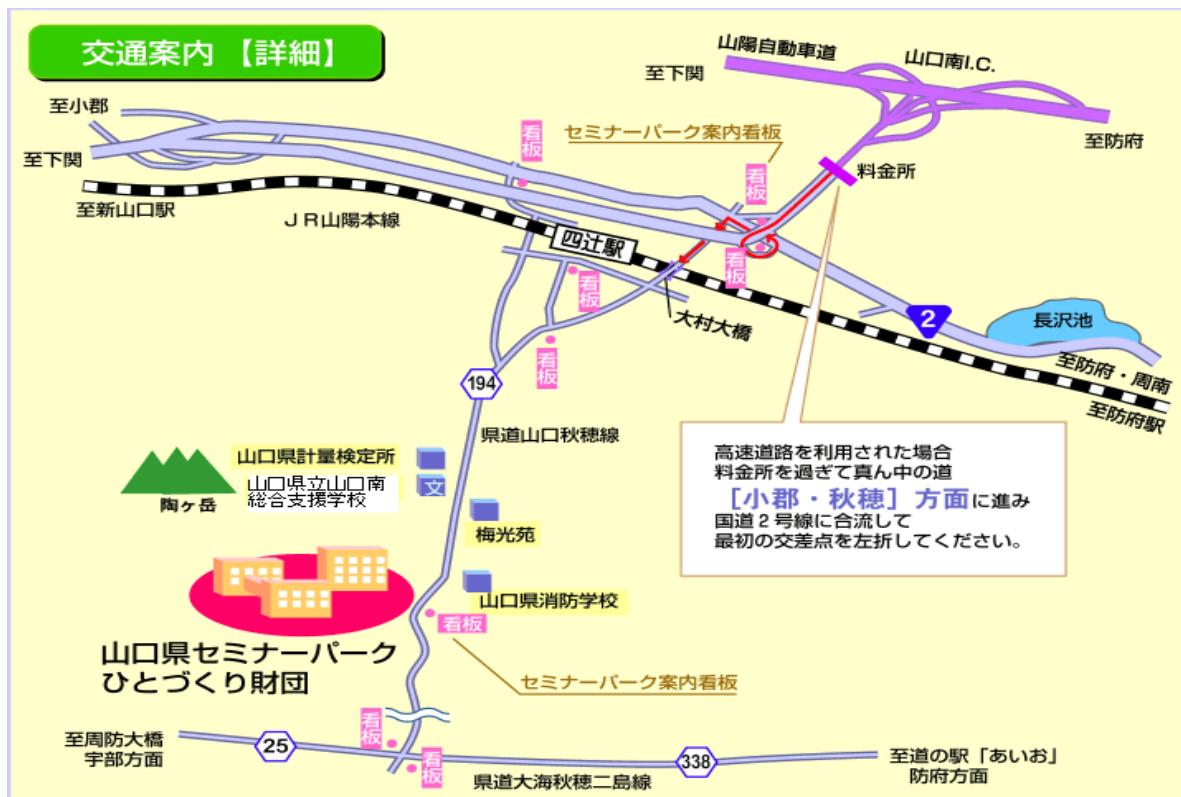 交通案内 【詳細】
山陽自動車道
山口南I.C.
至下関
至防府
至小郡
至下関
看板
セミナーパーク案内看板
看板
料金所
至新山口駅
JR山陽本線
四辻駅
看板
看板
大村大橋
看板
2
長沢池
至防府・周南
至防府駅
194
県道山口秋穂線
高速道路を利用された場合
料金所を過ぎて真ん中の道
［小郡・秋穂］方面に進み
国道2号線に合流して
最初の交差点を左折してください。
山口県計量検定所
陶ヶ岳
山口県立山口南
総合支援学校
文
梅光苑
山口県消防学校
看板
山口県セミナーパーク
ひとづくり財団
セミナーパーク案内看板
至周防大橋
宇部方面
25
看板
看板
338
県道大海秋穂二島線
至道の駅「あいお」
防府方面